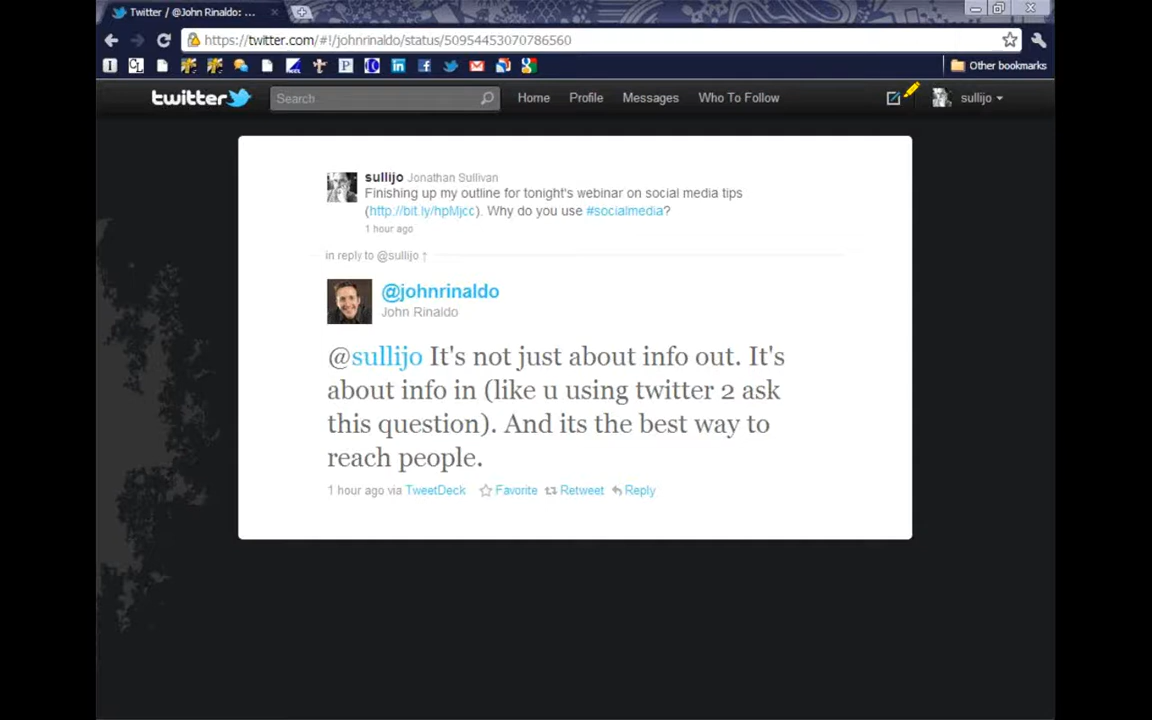 Twitter / @John Rinaldo: ...
https://twitter.com/#!/johnrinaldo/status/50954453070786560
Other bookmarks
twitter Search Home Profile Messages Who To Follow sullijo
sullijo Jonathan Sullivan
Finishing up my outline for tonight's webinar on social media tips
(http://bit.ly/hpMjcc). Why do you use #socialmedia?
1 hour ago
in reply to @sullijo ↑
@johnrinaldo
John Rinaldo
@sullijo It's not just about info out. It's
about info in (like u using twitter 2 ask
this question). And its the best way to
reach people.
1 hour ago via TweetDeck Favorite Retweet Reply